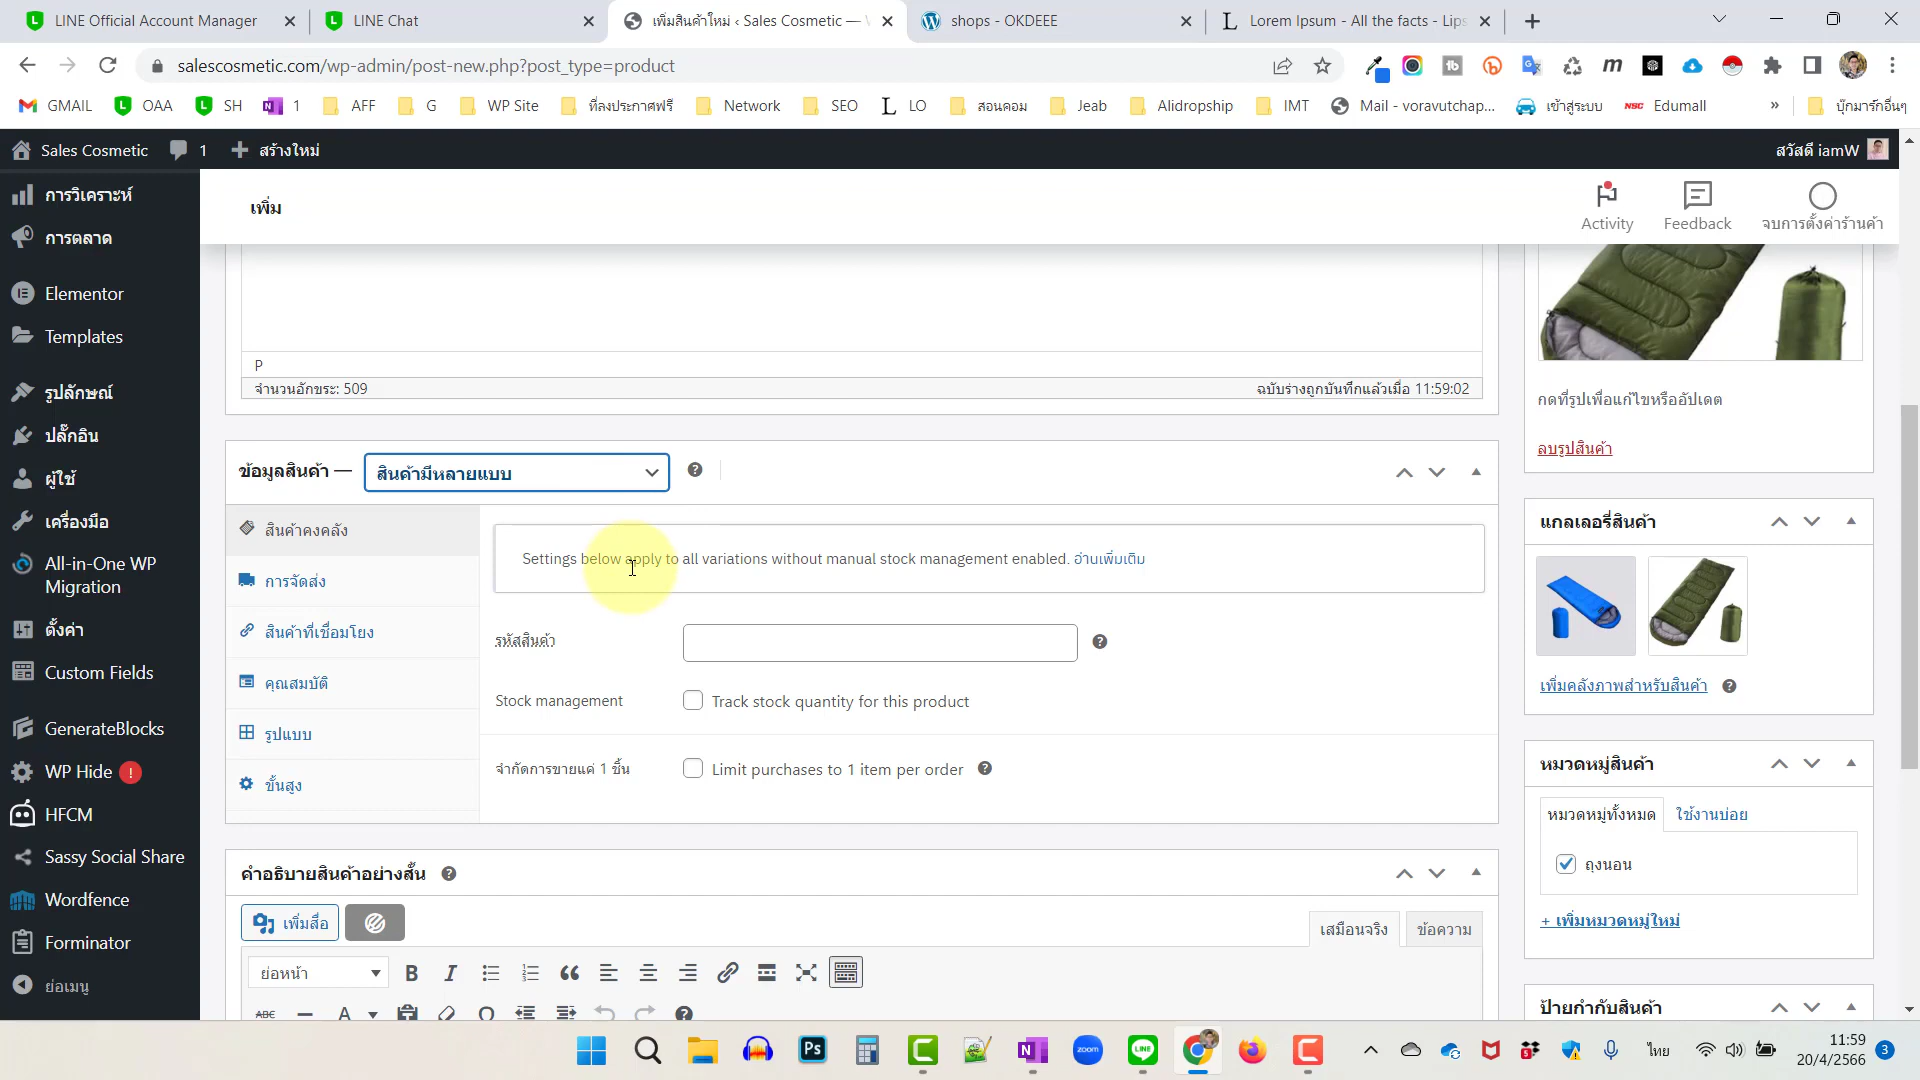 LINE Official Account Manager
LINE Chat
เพิ่มสินค้าใหม่ ‹ Sales Cosmetic —
shops - OKDEEE
Lorem Ipsum - All the facts - Lips
salescosmetic.com/wp-admin/post-new.php?post_type=product
GMAIL
OAA
SH
1
AFF
G
WP Site
ที่ลงประกาศฟรี
Network
SEO
LO
สอนคอม
Jeab
Alidropship
IMT
Mail - voravutchap...
เข้าสู่ระบบ
NSC Edumall
»
บุ๊กมาร์กอื่นๆ
Sales Cosmetic
1
สร้างใหม่
สวัสดี iamW
การวิเคราะห์
การตลาด
Elementor
Templates
รูปลักษณ์
ปลั๊กอิน
ผู้ใช้
เครื่องมือ
All-in-One WP
Migration
ตั้งค่า
Custom Fields
GenerateBlocks
WP Hide !
HFCM
Sassy Social Share
Wordfence
Forminator
ย่อเมนู
เพิ่ม
Activity
Feedback
จบการตั้งค่าร้านค้า
P
จำนวนอักขระ: 509
ฉบับร่างถูกบันทึกแล้วเมื่อ 11:59:02
ข้อมูลสินค้า —
สินค้ามีหลายแบบ
สินค้าคงคลัง
การจัดส่ง
สินค้าที่เชื่อมโยง
คุณสมบัติ
รูปแบบ
ขั้นสูง
Settings below apply to all variations without manual stock management enabled. อ่านเพิ่มเติม
รหัสสินค้า
Stock management
Track stock quantity for this product
จำกัดการขายแค่ 1 ชิ้น
Limit purchases to 1 item per order
คำอธิบายสินค้าอย่างสั้น
เพิ่มสื่อ
เสมือนจริง
ข้อความ
ย่อหน้า
กดที่รูปเพื่อแก้ไขหรืออัปเดต
ลบรูปสินค้า
แกลเลอรี่สินค้า
เพิ่มคลังภาพสำหรับสินค้า
หมวดหมู่สินค้า
หมวดหมู่ทั้งหมด
ใช้งานบ่อย
ถุงนอน
+ เพิ่มหมวดหมู่ใหม่
ป้ายกำกับสินค้า
Ps
zoom
LINE
ไทย
11:59
20/4/2566
3